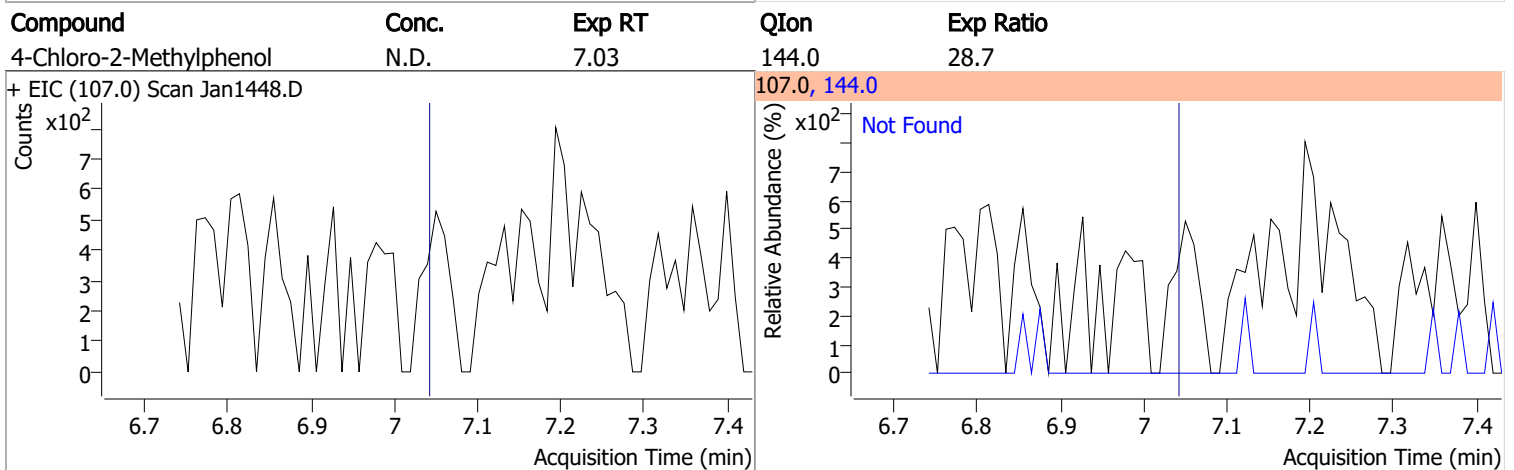 Compound Conc. Exp RT QIon Exp Ratio
4-Chloro-2-Methylphenol N.D. 7.03 144.0 28.7
+ EIC (107.0) Scan Jan1448.D
Counts
x10²
7
6
5
4
3
2
1
0
6.7 6.8 6.9 7 7.1 7.2 7.3 7.4
Acquisition Time (min)
107.0, 144.0
Relative Abundance (%)
x10²
Not Found
7
6
5
4
3
2
1
0
6.7 6.8 6.9 7 7.1 7.2 7.3 7.4
Acquisition Time (min)